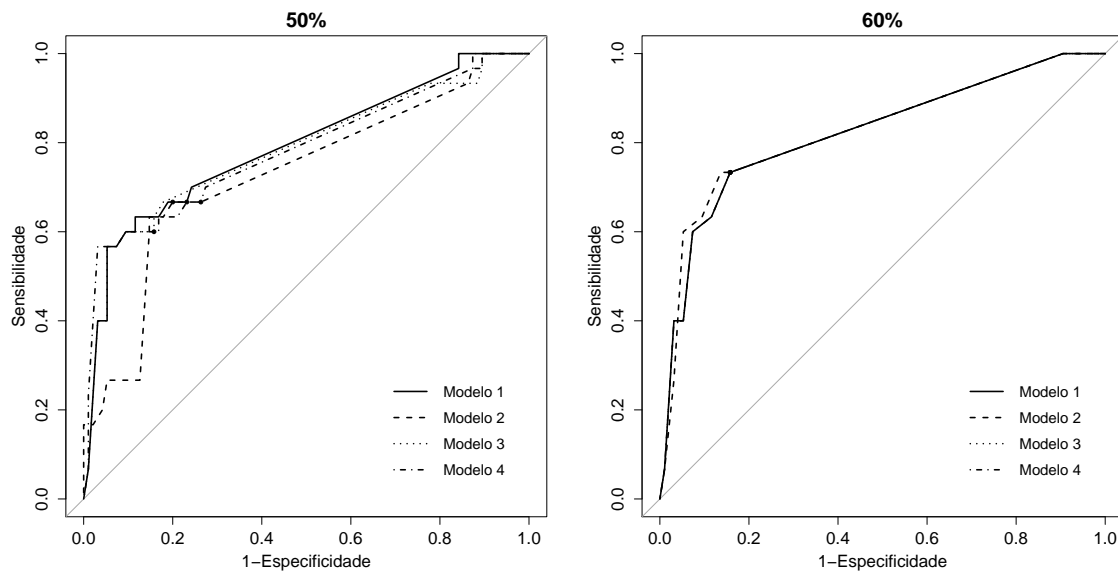 50%
Sensibilidade
1.0
0.8
0.6
0.4
0.2
0.0
Modelo 1
Modelo 2
Modelo 3
Modelo 4
0.0 0.2 0.4 0.6 0.8 1.0
1−Especificidade
60%
Sensibilidade
1.0
0.8
0.6
0.4
0.2
0.0
Modelo 1
Modelo 2
Modelo 3
Modelo 4
0.0 0.2 0.4 0.6 0.8 1.0
1−Especificidade